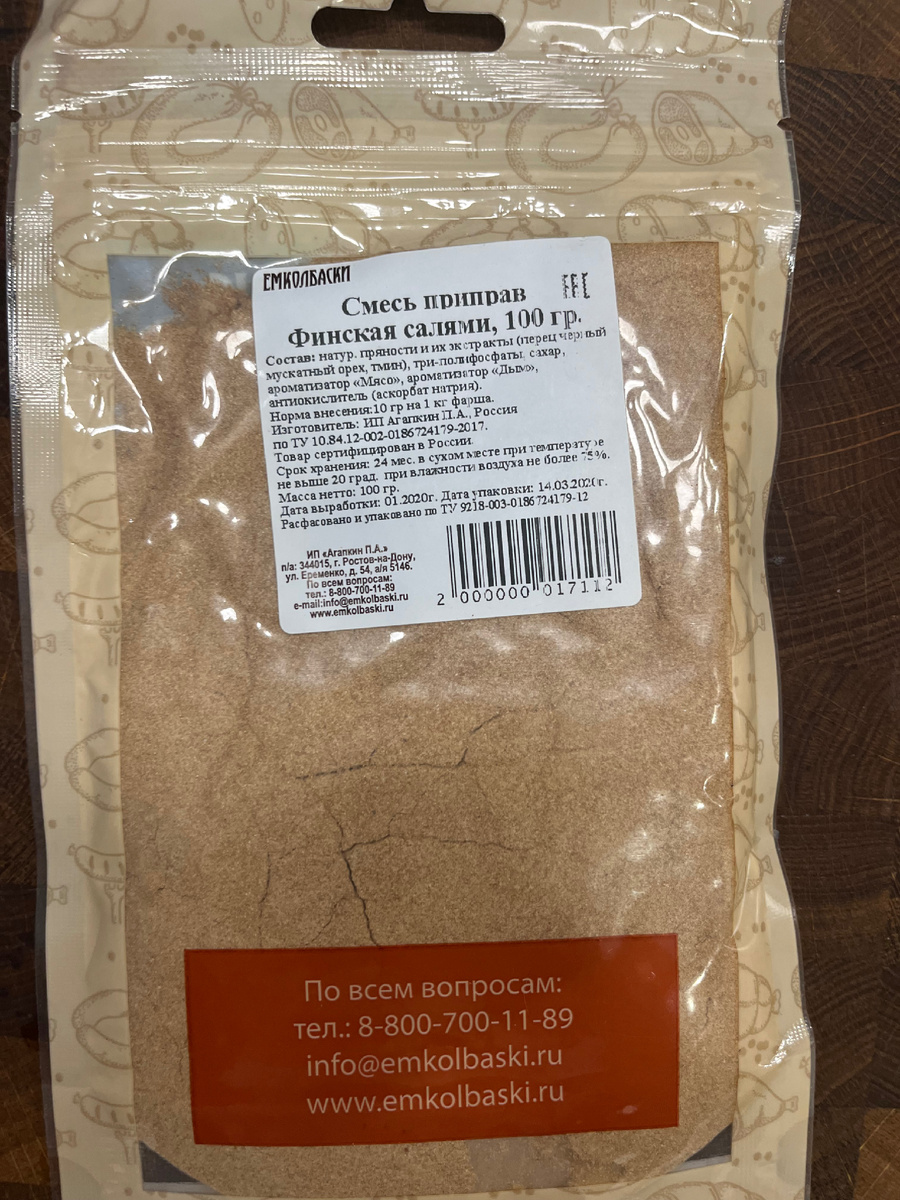 ЕМКОЛБАСКИ
EAC
Смесь приправ
Финская салями, 100 гр.
Состав: натур. пряности и их экстракты (перец черный
мускатный орех, тмин), три-полифосфаты, сахар,
ароматизатор «Мясо», ароматизатор «Дым»,
антиокислитель (аскорбат натрия).
Норма внесения:10 гр на 1 кг фарша.
Изготовитель: ИП Агапкин П.А., Россия
по ТУ 10.84.12-002-0186724179-2017.
Товар сертифицирован в России.
Срок хранения: 24 мес. в сухом месте при температуре
не выше 20 град. при влажности воздуха не более 75%.
Масса нетто: 100 гр.
Дата выработки: 01.2020г. Дата упаковки: 14.03.2020г.
Расфасовано и упаковано по ТУ 9218-003-0186724179-12
ИП «Агапкин П.А.»
п/а: 344015, г. Ростов-на-Дону,
ул. Еременко, д. 54, а/я 5146.
По всем вопросам:
тел.: 8-800-700-11-89
e-mail:info@emkolbaski.ru
www.emkolbaski.ru
2 000000 017112
По всем вопросам:
тел.: 8-800-700-11-89
info@emkolbaski.ru
www.emkolbaski.ru